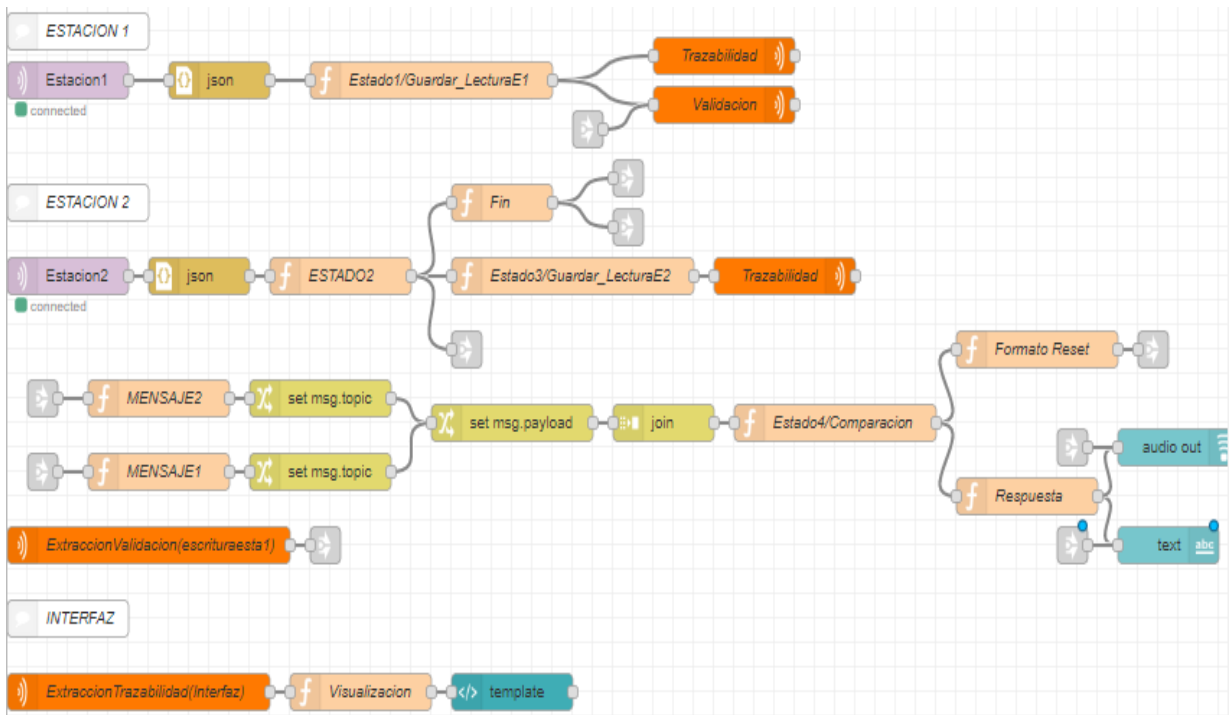 ESTACION 1
Estacion1
json
Estado1/Guardar_LecturaE1
Trazabilidad
Validacion
connected
ESTACION 2
Fin
Estacion2
json
ESTADO2
Estado3/Guardar_LecturaE2
Trazabilidad
connected
Formato Reset
MENSAJE2
set msg.topic
set msg.payload
join
Estado4/Comparacion
audio out
MENSAJE1
set msg.topic
Respuesta
ExtraccionValidacion(escrituraesta1)
text
abc
INTERFAZ
ExtraccionTrazabilidad(Interfaz)
Visualizacion
template